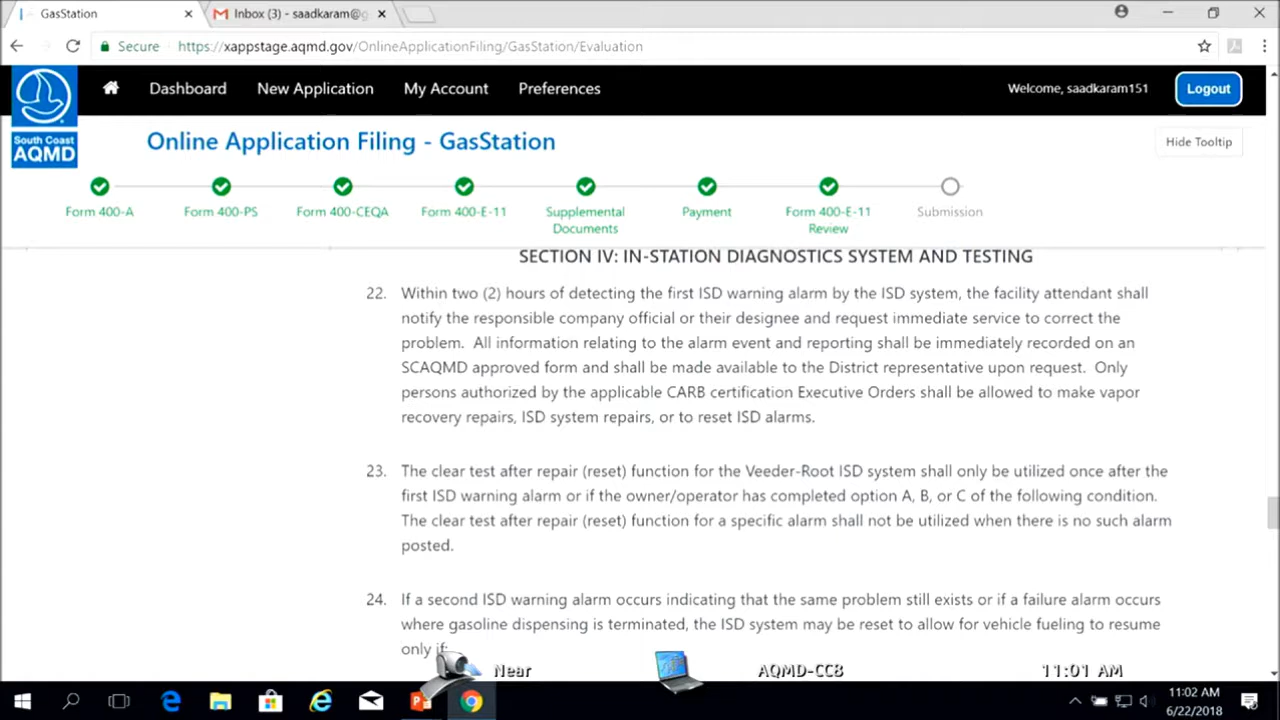 GasStation
Inbox (3) - saadkaram@g
Secure
https://xappstage.aqmd.gov/OnlineApplicationFiling/GasStation/Evaluation
South Coast
AQMD
Dashboard
New Application
My Account
Preferences
Welcome, saadkaram151
Logout
Online Application Filing - GasStation
Hide Tooltip
Form 400-A
Form 400-PS
Form 400-CEQA
Form 400-E-11
Supplemental
Documents
Payment
Form 400-E-11
Review
Submission
SECTION IV: IN-STATION DIAGNOSTICS SYSTEM AND TESTING
22. Within two (2) hours of detecting the first ISD warning alarm by the ISD system, the facility attendant shall
notify the responsible company official or their designee and request immediate service to correct the
problem. All information relating to the alarm event and reporting shall be immediately recorded on an
SCAQMD approved form and shall be made available to the District representative upon request. Only
persons authorized by the applicable CARB certification Executive Orders shall be allowed to make vapor
recovery repairs, ISD system repairs, or to reset ISD alarms.
23. The clear test after repair (reset) function for the Veeder-Root ISD system shall only be utilized once after the
first ISD warning alarm or if the owner/operator has completed option A, B, or C of the following condition.
The clear test after repair (reset) function for a specific alarm shall not be utilized when there is no such alarm
posted.
24. If a second ISD warning alarm occurs indicating that the same problem still exists or if a failure alarm occurs
where gasoline dispensing is terminated, the ISD system may be reset to allow for vehicle fueling to resume
only if:
Near
AQMD-CC8
11:01 AM
11:02 AM
6/22/2018